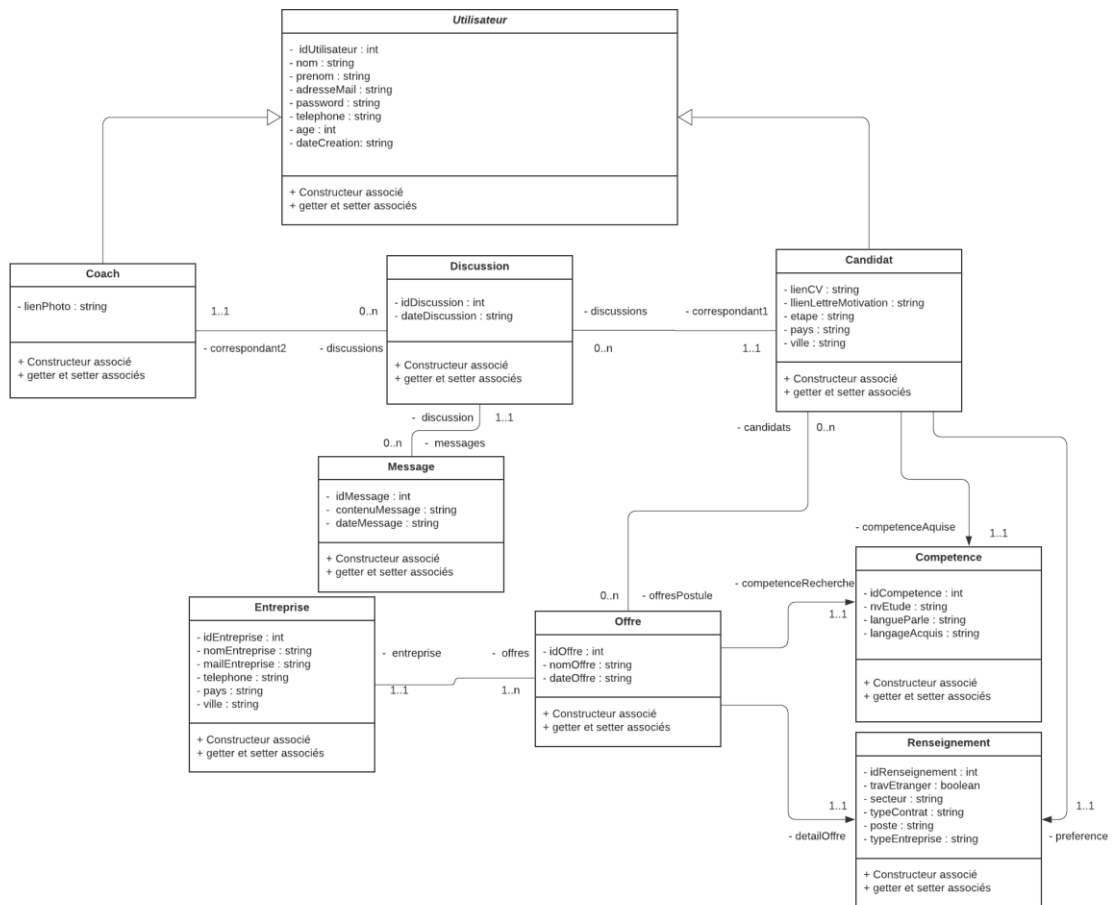 Utilisateur
- idUtilisateur : int
- nom : string
- prenom : string
- adresseMail : string
- password : string
- telephone : string
- age : int
- dateCreation: string
+ Constructeur associé
+ getter et setter associés
Coach
- lienPhoto : string
+ Constructeur associé
+ getter et setter associés
1..1
- correspondant2
0..n
- discussions
Discussion
- idDiscussion : int
- dateDiscussion : string
+ Constructeur associé
+ getter et setter associés
- discussions
0..n
- correspondant1
1..1
Candidat
- lienCV : string
- llienLettreMotivation : string
- etape : string
- pays : string
- ville : string
+ Constructeur associé
+ getter et setter associés
- discussion
1..1
0..n
- messages
Message
- idMessage : int
- contenuMessage : string
- dateMessage : string
+ Constructeur associé
+ getter et setter associés
- candidats
0..n
- competenceAquise
1..1
Competence
- idCompetence : int
- nvEtude : string
- langueParle : string
- langageAcquis : string
+ Constructeur associé
+ getter et setter associés
- competenceRecherche
1..1
0..n
- offresPostule
Entreprise
- idEntreprise : int
- nomEntreprise : string
- mailEntreprise : string
- telephone : string
- pays : string
- ville : string
+ Constructeur associé
+ getter et setter associés
- entreprise
1..1
- offres
1..n
Offre
- idOffre : int
- nomOffre : string
- dateOffre : string
+ Constructeur associé
+ getter et setter associés
Renseignement
- idRenseignement : int
- travEtranger : boolean
- secteur : string
- typeContrat : string
- poste : string
- typeEntreprise : string
+ Constructeur associé
+ getter et setter associés
1..1
- detailOffre
1..1
- preference